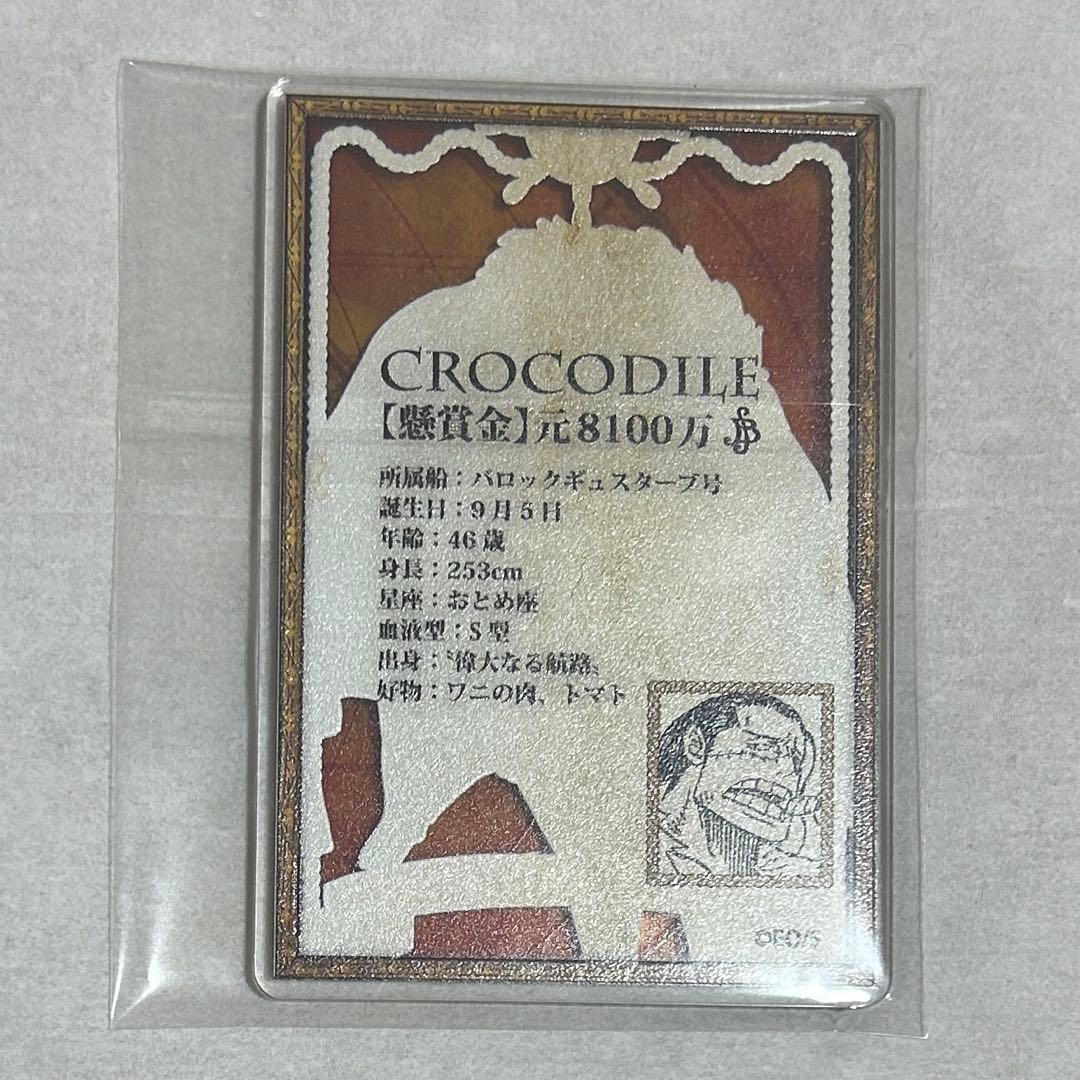 CROCODILE
【懸賞金】元8100万
所属船:バロックギュスターブ号
誕生日:9月5日
年齢:46歳
身長:253cm
星座:おとめ座
血液型:S型
出身:〝偉大なる航路〟
好物:ワニの肉、トマト
©EO/S